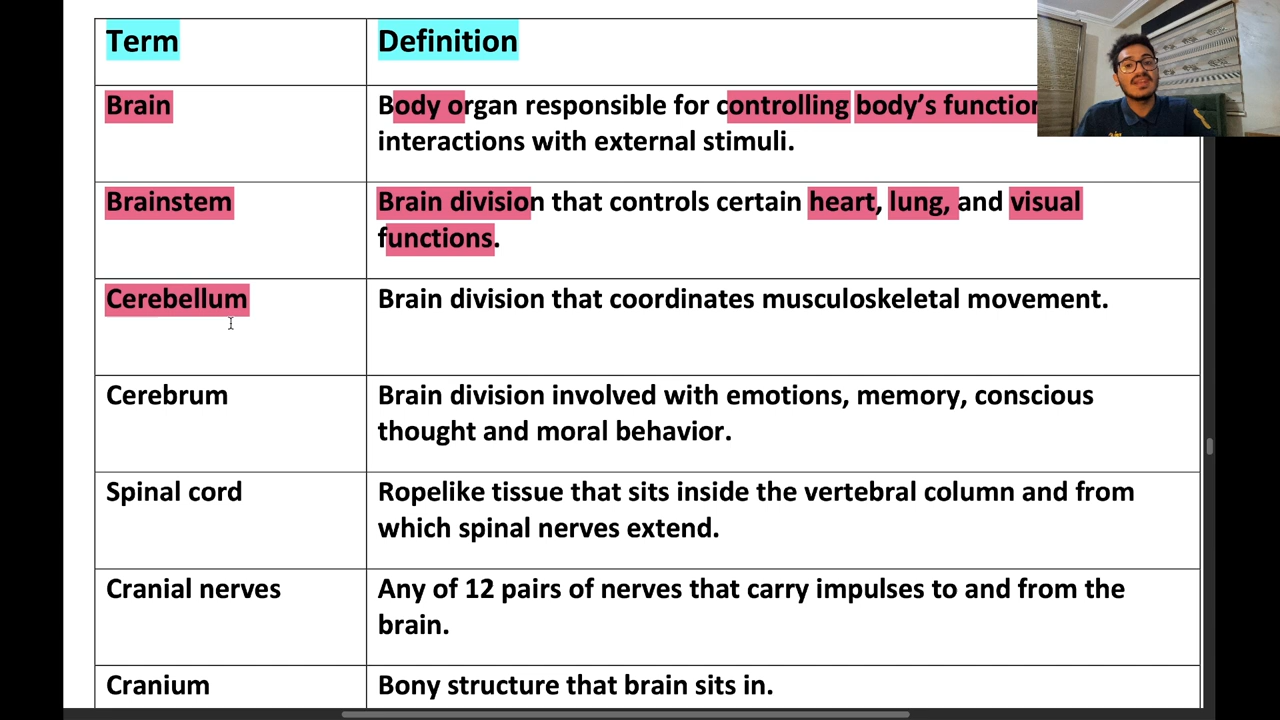 Term
Definition
Brain
Body organ responsible for controlling body's function
interactions with external stimuli.
Brainstem
Brain division that controls certain heart, lung, and visual
functions.
Cerebellum
Brain division that coordinates musculoskeletal movement.
Cerebrum
Brain division involved with emotions, memory, conscious
thought and moral behavior.
Spinal cord
Ropelike tissue that sits inside the vertebral column and from
which spinal nerves extend.
Cranial nerves
Any of 12 pairs of nerves that carry impulses to and from the
brain.
Cranium
Bony structure that brain sits in.